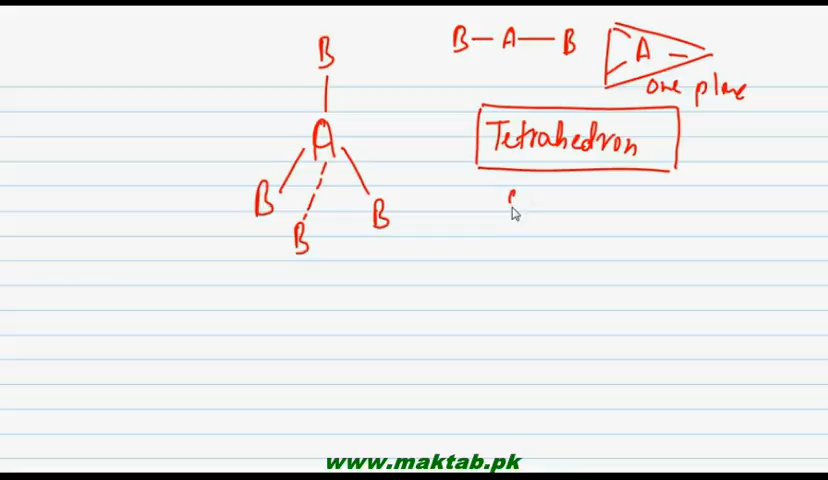 B
B — A — B
A
one plane
A
Tetrahedron
B
B
B
www.maktab.pk